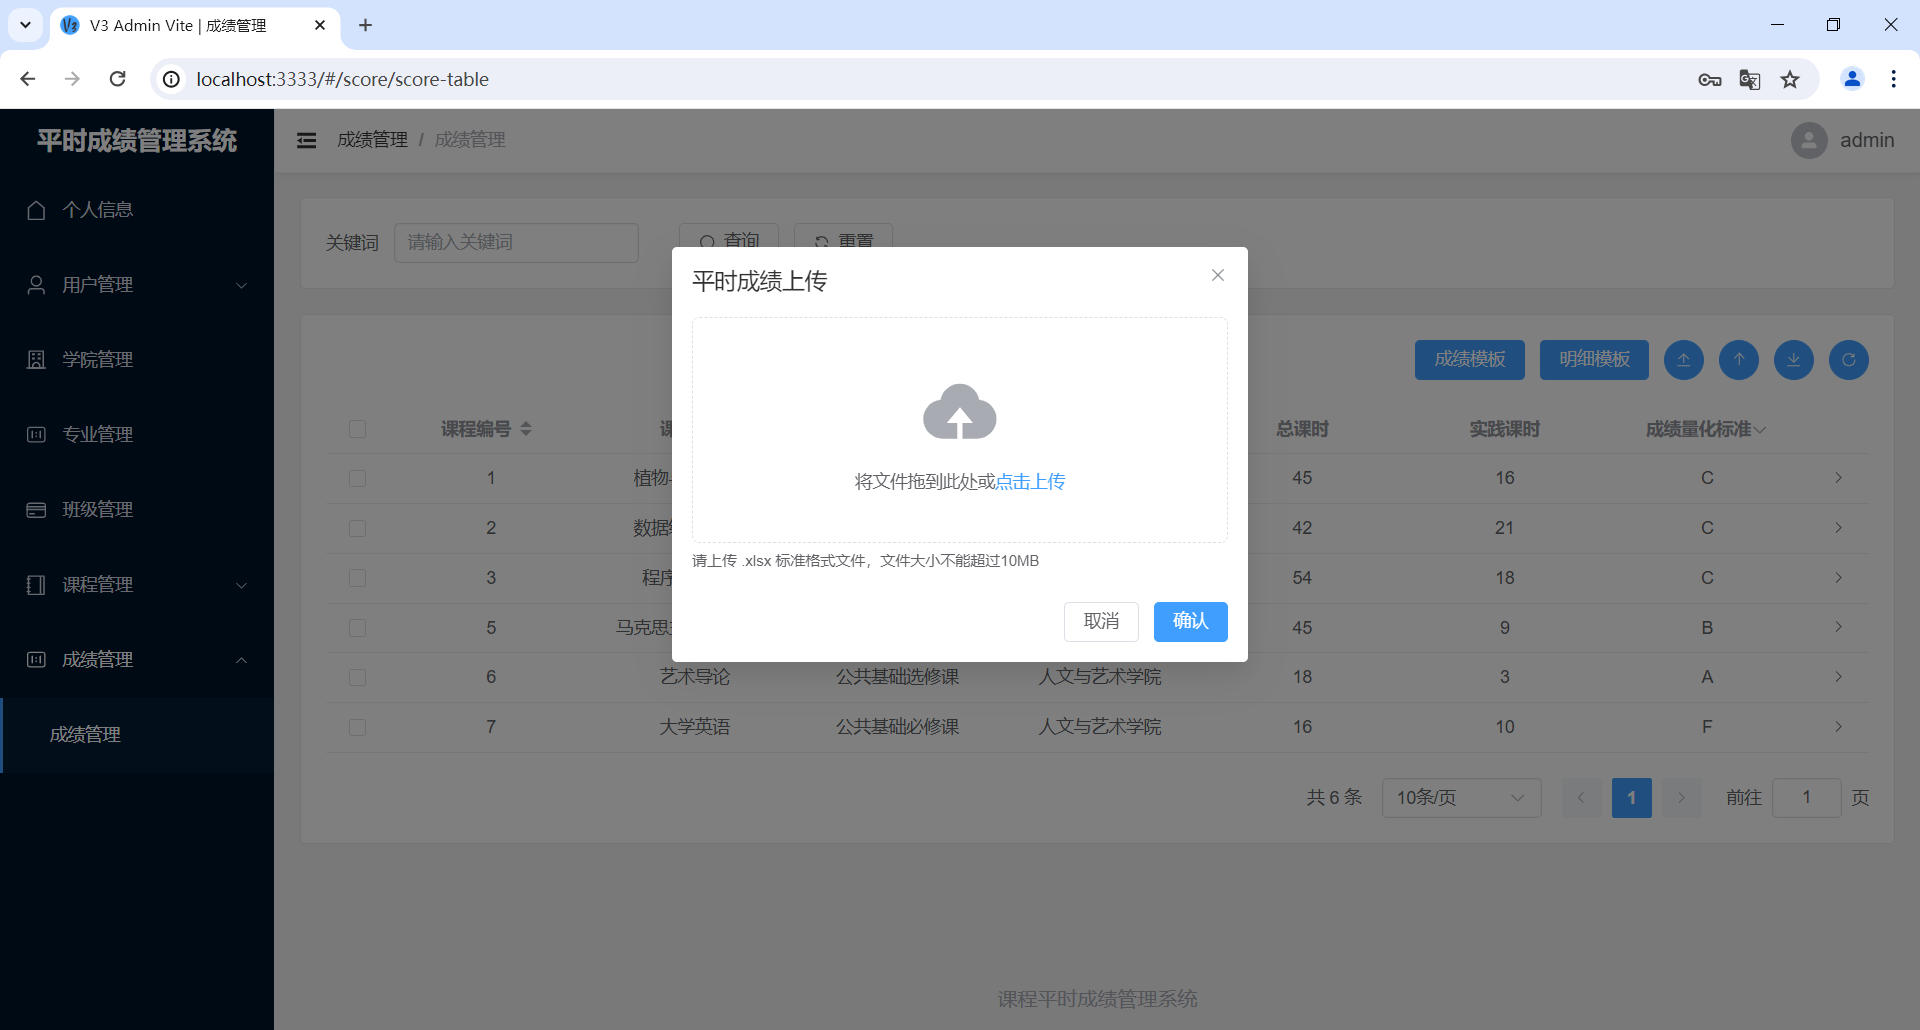 V3 Admin Vite | 成绩管理
localhost:3333/#/score/score-table
平时成绩管理系统
个人信息
用户管理
学院管理
专业管理
班级管理
课程管理
成绩管理
成绩管理
成绩管理 / 成绩管理
admin
关键词 请输入关键词 查询 重置
平时成绩上传
将文件拖到此处或点击上传
请上传 .xlsx 标准格式文件，文件大小不能超过10MB
取消 确认
成绩模板 明细模板
课程编号 总课时 实践课时 成绩量化标准
1 植物 45 16 C
2 数据 42 21 C
3 程序 54 18 C
5 马克思 45 9 B
6 艺术导论 公共基础选修课 人文与艺术学院 18 3 A
7 大学英语 公共基础必修课 人文与艺术学院 16 10 F
共 6 条 10条/页 1 前往 1 页
课程平时成绩管理系统